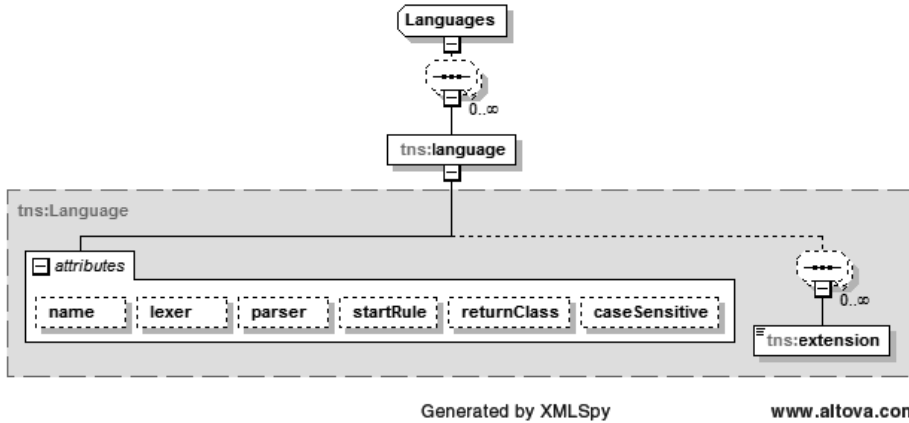 Languages
0..∞
tns:language
tns:Language
attributes
name lexer parser startRule returnClass caseSensitive
0..∞
tns:extension
Generated by XMLSpy www.altova.con